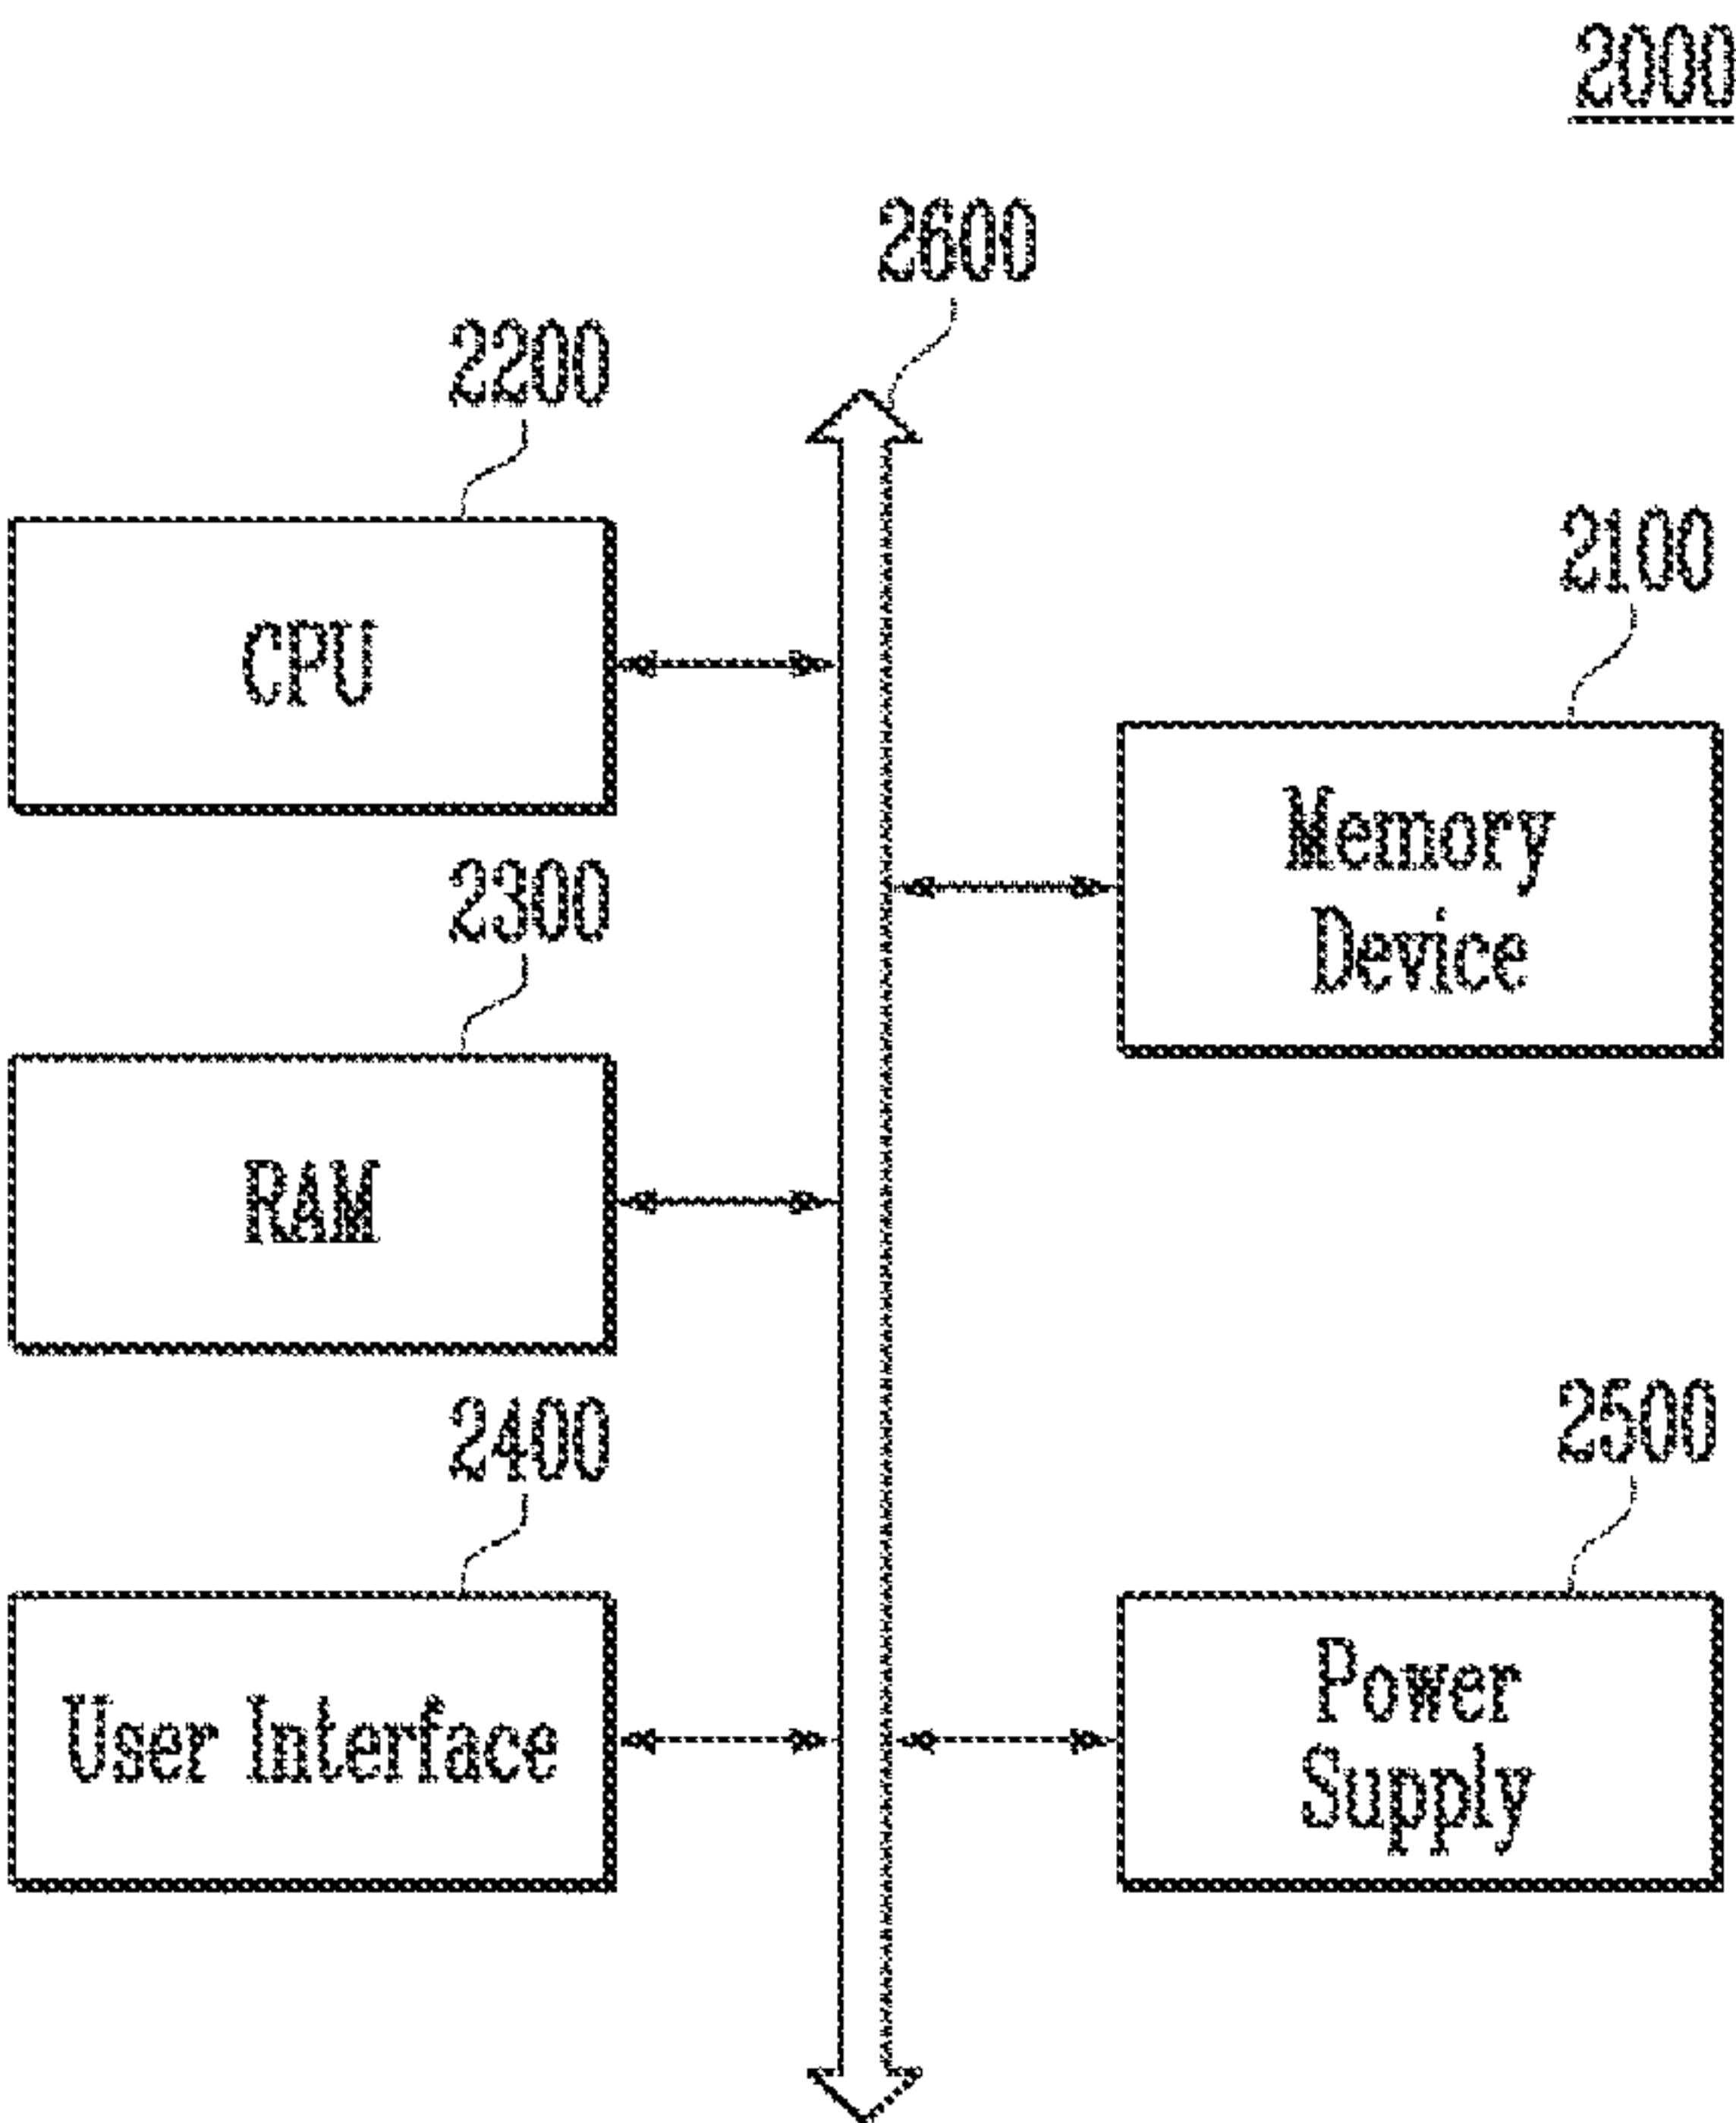 2000
2600
2200
CPU
2100
Memory
Device
2300
RAM
2400
User Interface
2500
Power
Supply